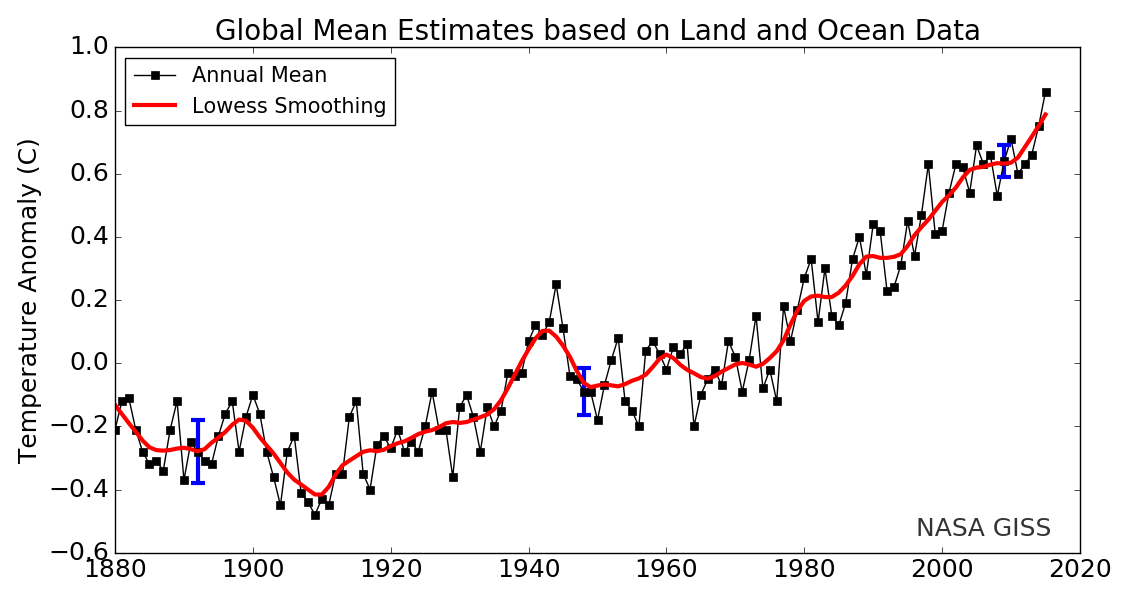 Global Mean Estimates based on Land and Ocean Data
Annual Mean
Lowess Smoothing
Temperature Anomaly (C)
1.0
0.8
0.6
0.4
0.2
0.0
−0.2
−0.4
−0.6
NASA GISS
1880 1900 1920 1940 1960 1980 2000 2020